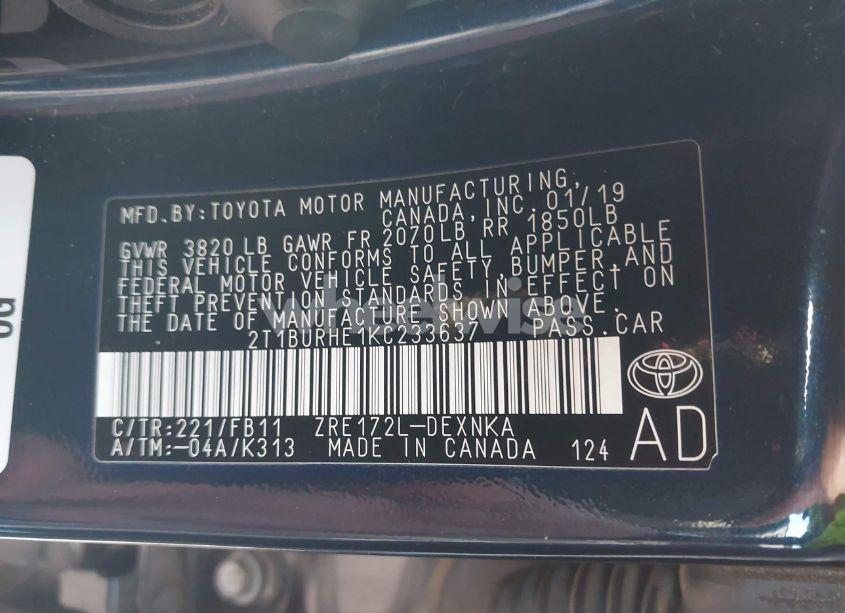 MFD.BY:TOYOTA MOTOR MANUFACTURING,
CANADA, INC. 01/19
GVWR 3820 LB GAWR FR 2070LB RR 1850LB
THIS VEHICLE CONFORMS TO ALL APPLICABLE
FEDERAL MOTOR VEHICLE SAFETY, BUMPER, AND
THEFT PREVENTION STANDARDS IN EFFECT ON
THE DATE OF MANUFACTURE SHOWN ABOVE.
2T1BURHE1KC233637 PASS.CAR
C/TR:221/FB11 ZRE172L-DEXNKA
A/TM:-04A/K313 MADE IN CANADA 124
AD